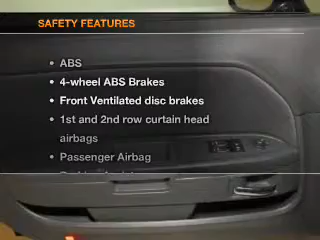 SAFETY FEATURES
• ABS
• 4-wheel ABS Brakes
• Front Ventilated disc brakes
• 1st and 2nd row curtain head
airbags
• Passenger Airbag